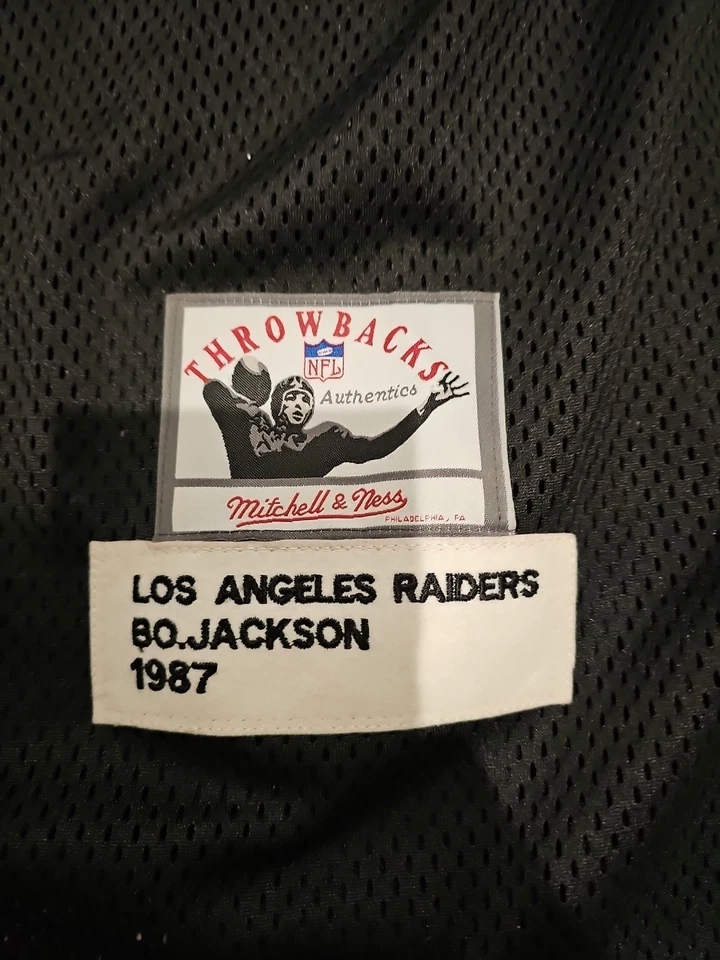 THROWBACKS
NFL
Authentics
Mitchell & Ness
PHILADELPHIA, PA
LOS ANGELES RAIDERS
BO.JACKSON
1987